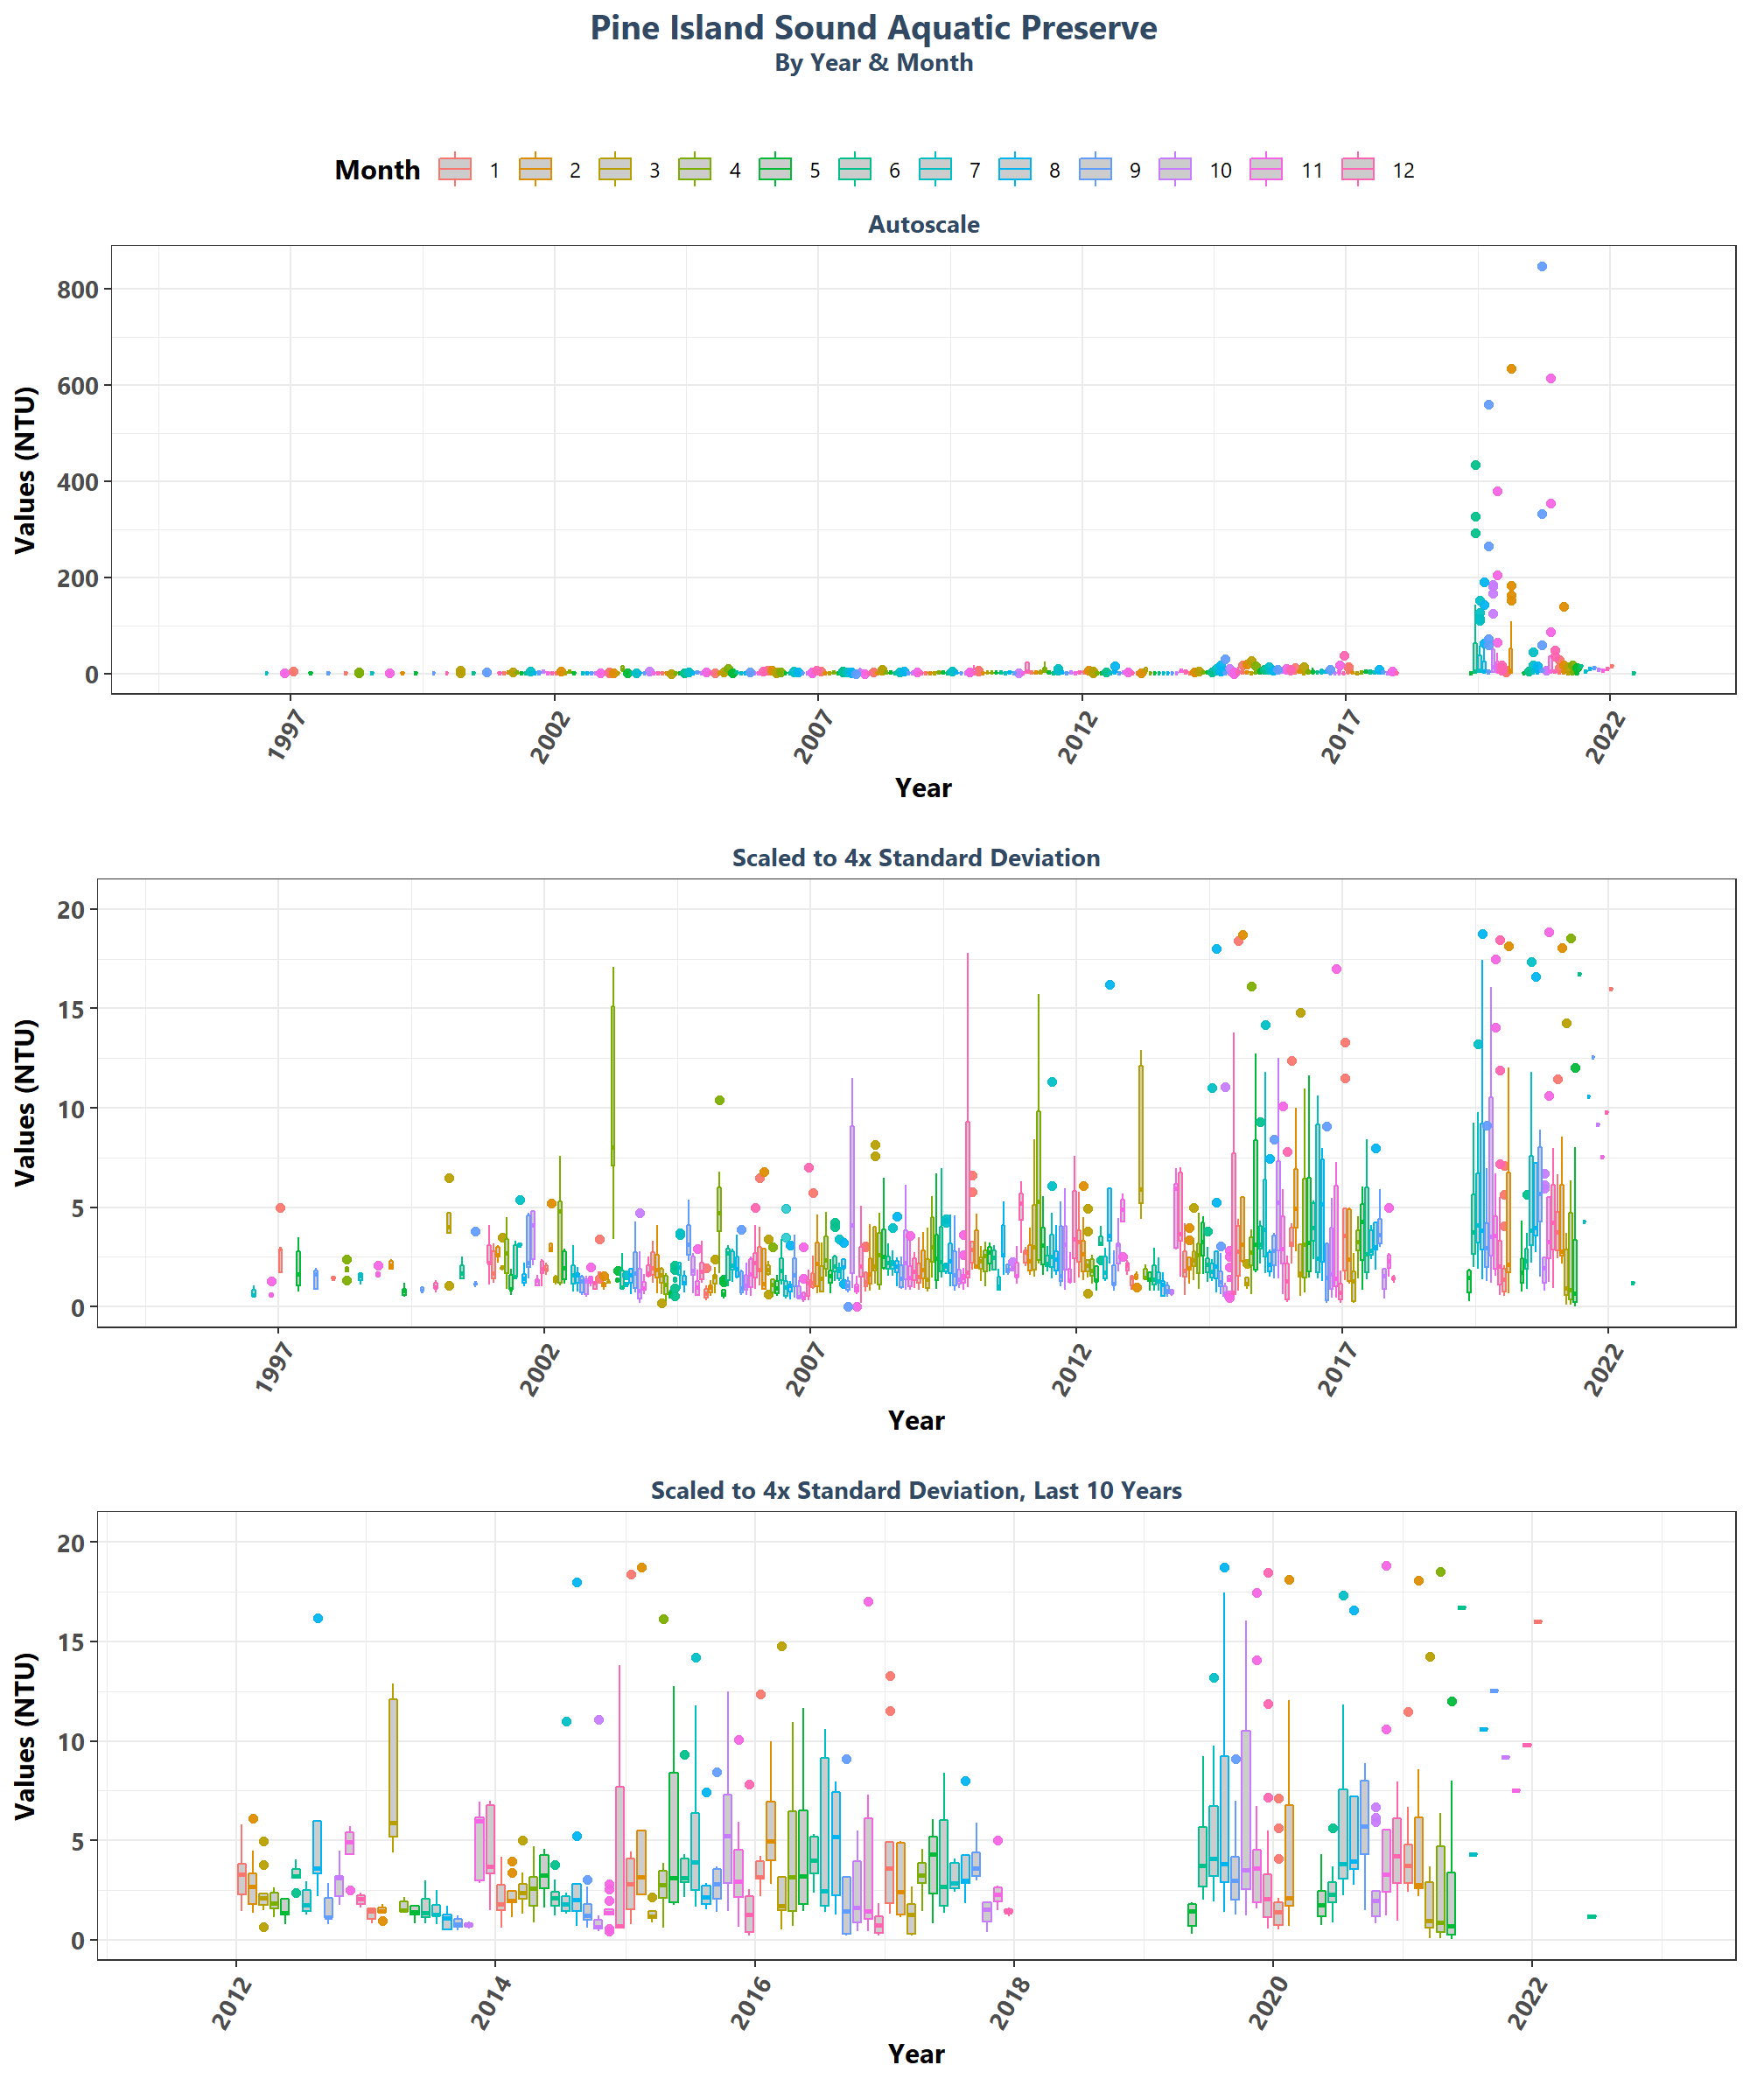 Pine Island Sound Aquatic Preserve
By Year & Month
Month 1 2 3 4 5 6 7 8 9 10 11 12
Autoscale
800
600
400
200
0
Values (NTU)
1997 2002 2007 2012 2017 2022
Year
Scaled to 4x Standard Deviation
20
15
10
5
0
Values (NTU)
1997 2002 2007 2012 2017 2022
Year
Scaled to 4x Standard Deviation, Last 10 Years
20
15
10
5
0
Values (NTU)
2012 2014 2016 2018 2020 2022
Year